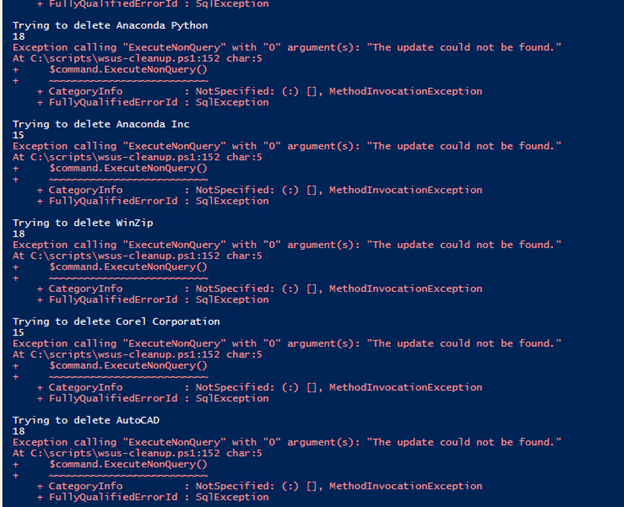 + FullyQualifiedErrorId : SqlException
Trying to delete Anaconda Python
18
Exception calling "ExecuteNonQuery" with "0" argument(s): "The update could not be found."
At C:\scripts\wsus-cleanup.ps1:152 char:5
+     $command.ExecuteNonQuery()
+     ~~~~~~~~~~~~~~~~~~~~~~~~~~
    + CategoryInfo          : NotSpecified: (:) [], MethodInvocationException
    + FullyQualifiedErrorId : SqlException
Trying to delete Anaconda Inc
15
Exception calling "ExecuteNonQuery" with "0" argument(s): "The update could not be found."
At C:\scripts\wsus-cleanup.ps1:152 char:5
+     $command.ExecuteNonQuery()
+     ~~~~~~~~~~~~~~~~~~~~~~~~~~
    + CategoryInfo          : NotSpecified: (:) [], MethodInvocationException
    + FullyQualifiedErrorId : SqlException
Trying to delete WinZip
18
Exception calling "ExecuteNonQuery" with "0" argument(s): "The update could not be found."
At C:\scripts\wsus-cleanup.ps1:152 char:5
+     $command.ExecuteNonQuery()
+     ~~~~~~~~~~~~~~~~~~~~~~~~~~
    + CategoryInfo          : NotSpecified: (:) [], MethodInvocationException
    + FullyQualifiedErrorId : SqlException
Trying to delete Corel Corporation
15
Exception calling "ExecuteNonQuery" with "0" argument(s): "The update could not be found."
At C:\scripts\wsus-cleanup.ps1:152 char:5
+     $command.ExecuteNonQuery()
+     ~~~~~~~~~~~~~~~~~~~~~~~~~~
    + CategoryInfo          : NotSpecified: (:) [], MethodInvocationException
    + FullyQualifiedErrorId : SqlException
Trying to delete AutoCAD
18
Exception calling "ExecuteNonQuery" with "0" argument(s): "The update could not be found."
At C:\scripts\wsus-cleanup.ps1:152 char:5
+     $command.ExecuteNonQuery()
+     ~~~~~~~~~~~~~~~~~~~~~~~~~~
    + CategoryInfo          : NotSpecified: (:) [], MethodInvocationException
    + FullyQualifiedErrorId : SqlException